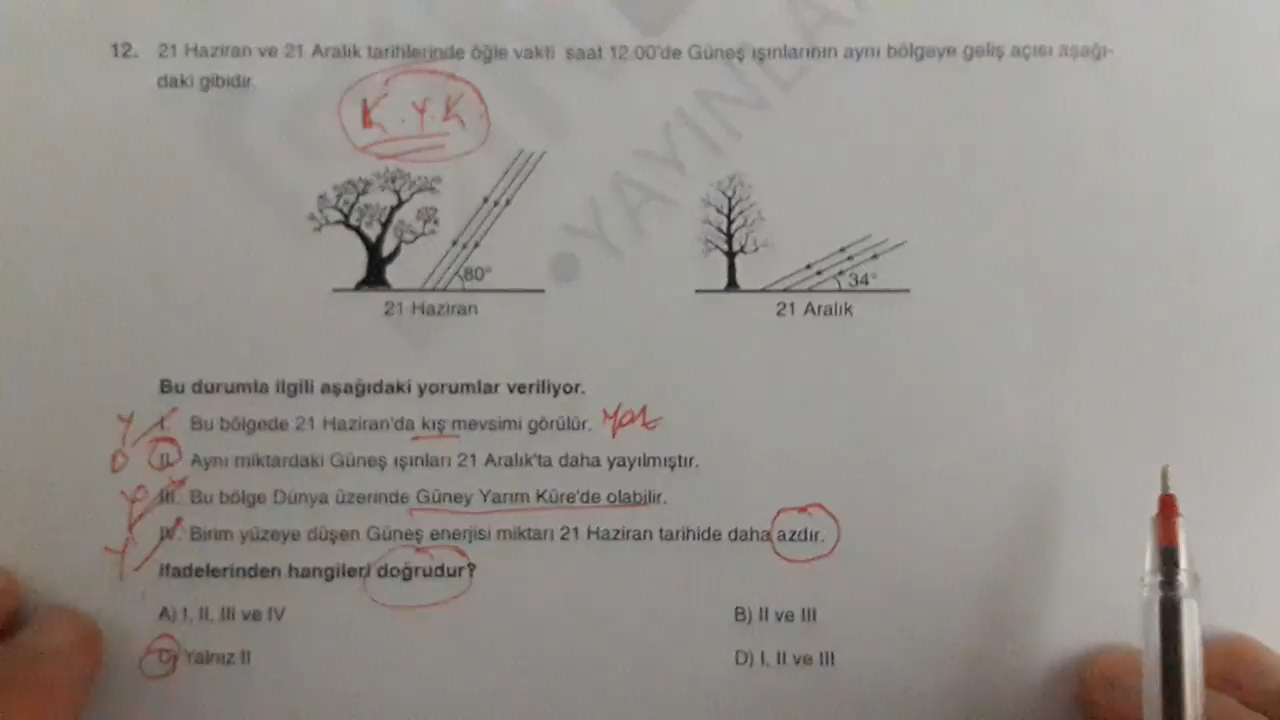 12. 21 Haziran ve 21 Aralık tarihlerinde öğle vakti saat 12.00'de Güneş ışınlarının aynı bölgeye geliş açısı aşağı-
daki gibidir.
K.Y.K
YAYINLA
80°
34°
21 Haziran
21 Aralık
Bu durumla ilgili aşağıdaki yorumlar veriliyor.
Y I. Bu bölgede 21 Haziran'da kış mevsimi görülür.
D II. Aynı miktardaki Güneş ışınları 21 Aralık'ta daha yayılmıştır.
Y III. Bu bölge Dünya üzerinde Güney Yarım Küre'de olabilir.
Y IV. Birim yüzeye düşen Güneş enerjisi miktarı 21 Haziran tarihide daha azdır.
ifadelerinden hangileri doğrudur?
A) I, II, III ve IV
B) II ve III
C) Yalnız II
D) I, II ve III